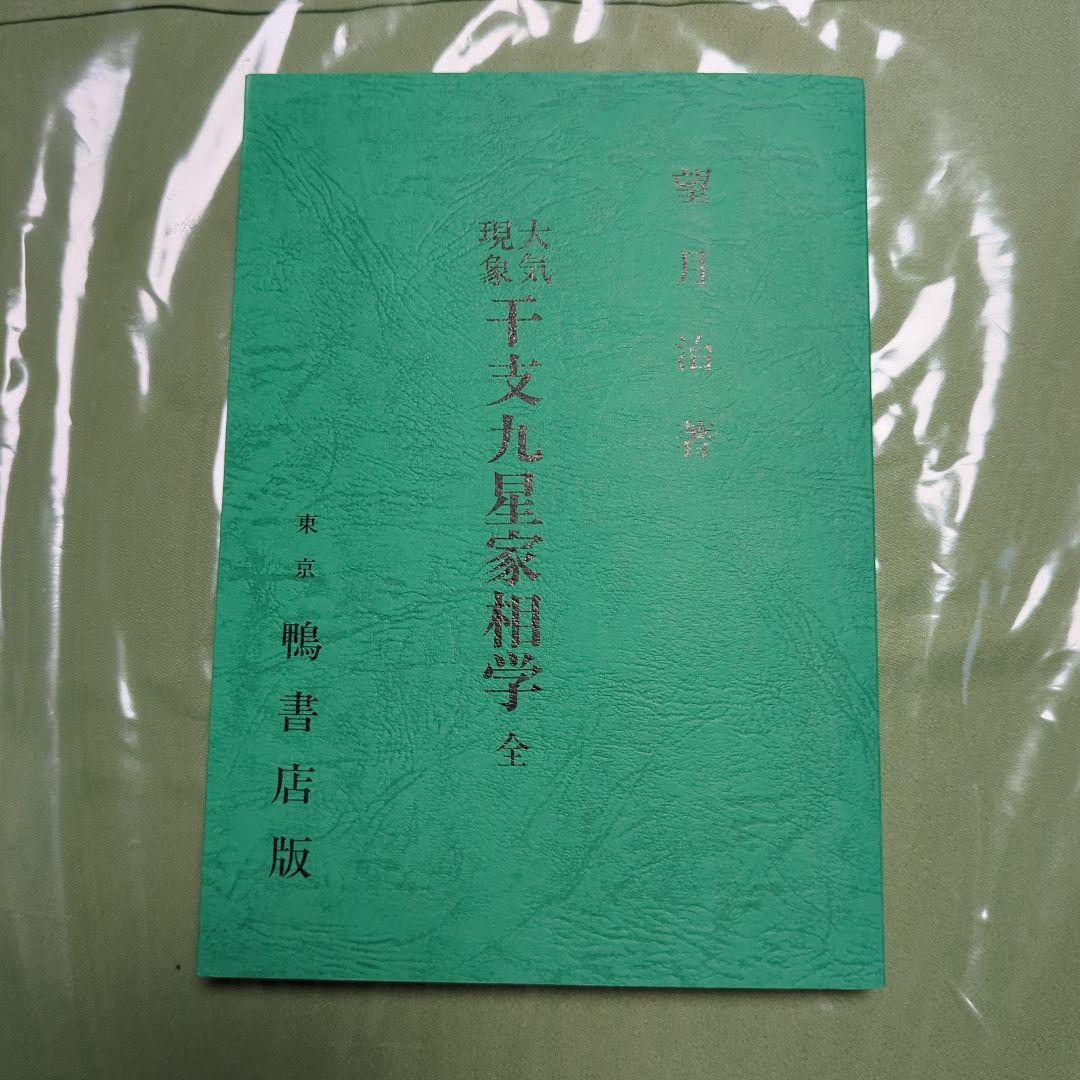 望月治著
大気現象
干支九星家相学 全
東京 鴨書店版